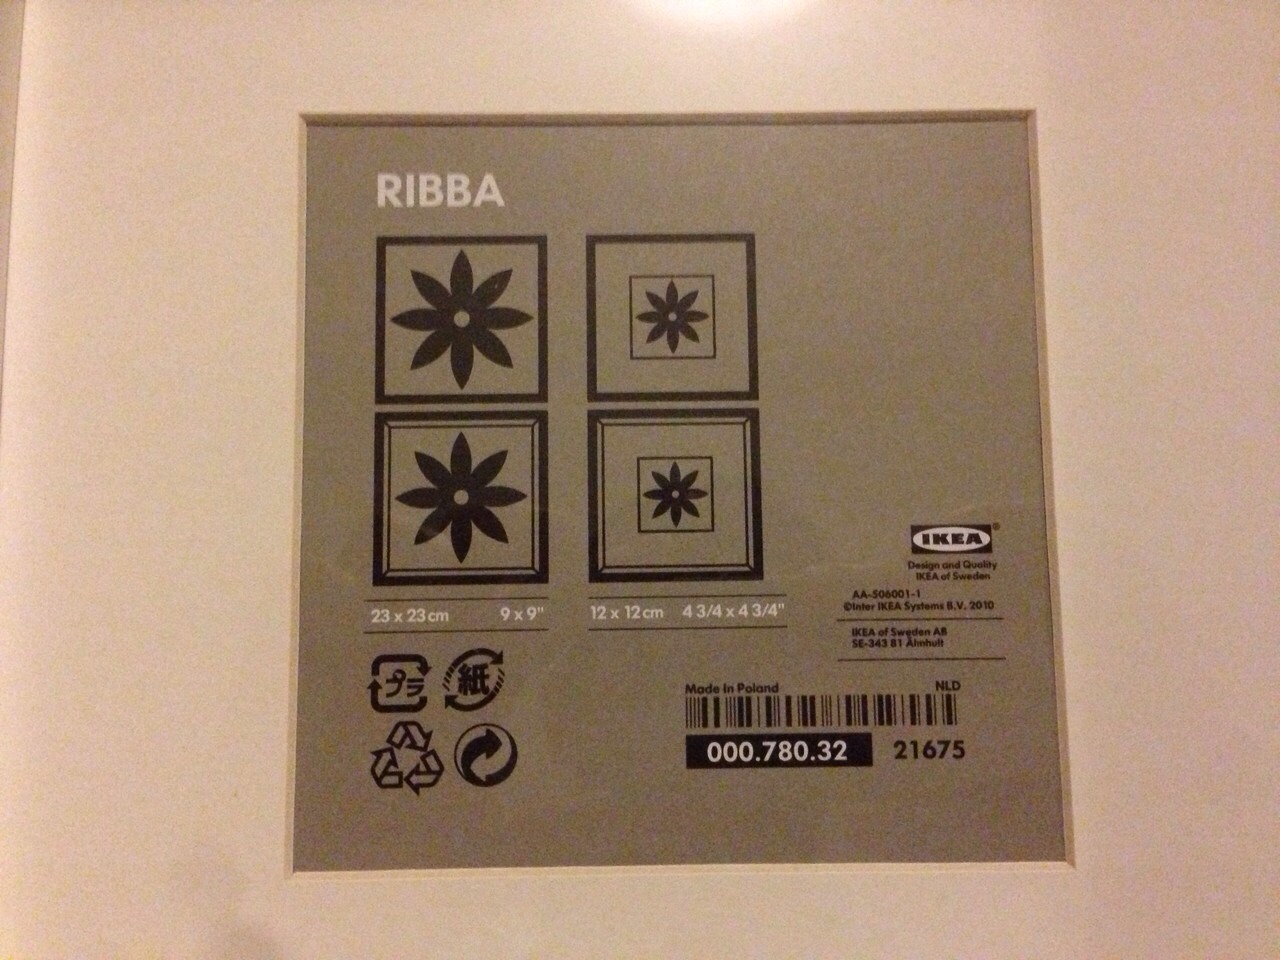 RIBBA
23 x 23 cm 9 x 9"
12 x 12 cm 4 3/4 x 4 3/4"
IKEA®
Design and Quality
IKEA of Sweden
AA-506001-1
©Inter IKEA Systems B.V. 2010
IKEA of Sweden AB
SE-343 81 Älmhult
プラ
紙
Made in Poland NLD
000.780.32 21675